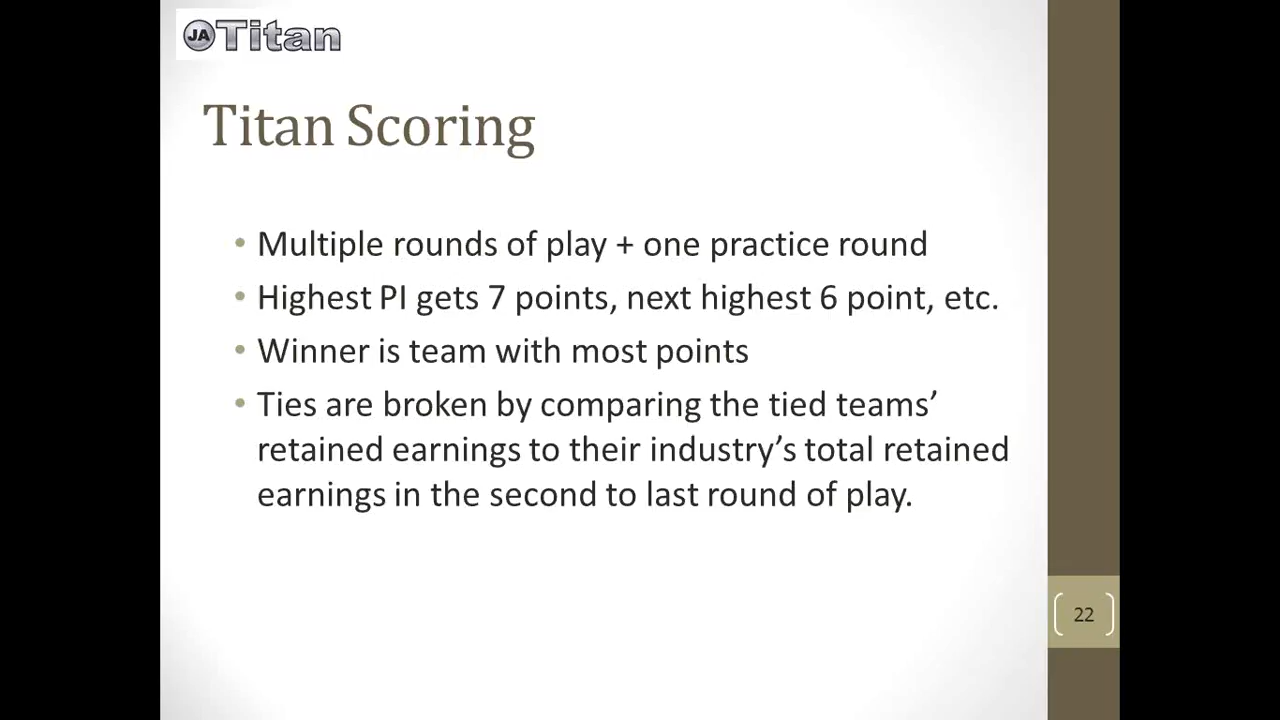 JA Titan
Titan Scoring
• Multiple rounds of play + one practice round
• Highest PI gets 7 points, next highest 6 point, etc.
• Winner is team with most points
• Ties are broken by comparing the tied teams’
retained earnings to their industry’s total retained
earnings in the second to last round of play.
22